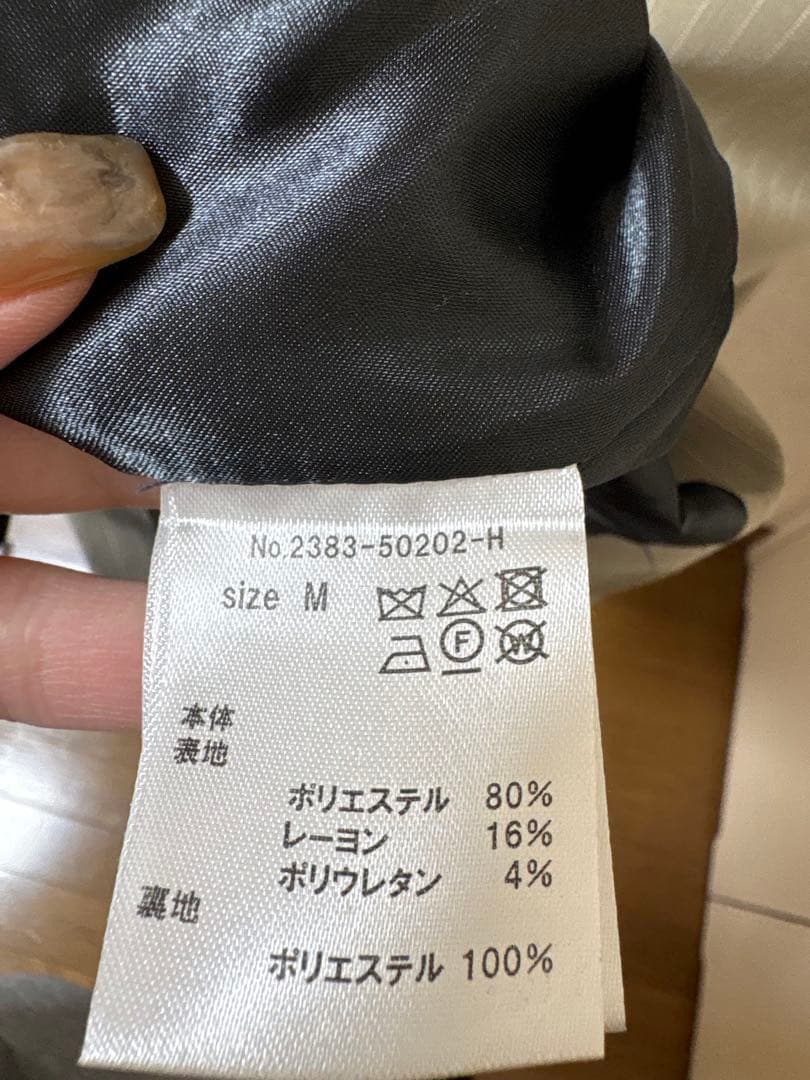 No.2383-50202-H
size M
F W
本体
表地
ポリエステル 80%
レーヨン 16%
ポリウレタン 4%
裏地
ポリエステル 100%